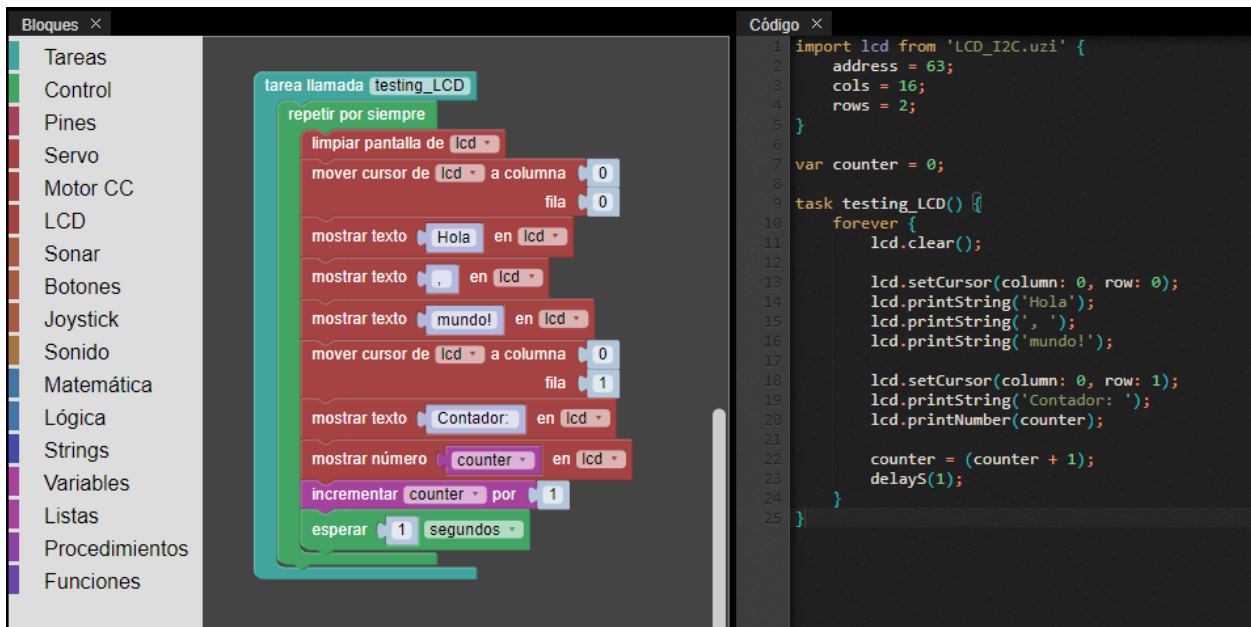 Bloques ×
Tareas
Control
Pines
Servo
Motor CC
LCD
Sonar
Botones
Joystick
Sonido
Matemática
Lógica
Strings
Variables
Listas
Procedimientos
Funciones
tarea llamada testing_LCD
repetir por siempre
limpiar pantalla de lcd
mover cursor de lcd a columna 0
fila 0
mostrar texto Hola en lcd
mostrar texto , en lcd
mostrar texto mundo! en lcd
mover cursor de lcd a columna 0
fila 1
mostrar texto Contador: en lcd
mostrar número counter en lcd
incrementar counter por 1
esperar 1 segundos
Código ×
1 import lcd from 'LCD_I2C.uzi' {
2 address = 63;
3 cols = 16;
4 rows = 2;
5 }
6
7 var counter = 0;
8
9 task testing_LCD() {
10 forever {
11 lcd.clear();
12
13 lcd.setCursor(column: 0, row: 0);
14 lcd.printString('Hola');
15 lcd.printString(', ');
16 lcd.printString('mundo!');
17
18 lcd.setCursor(column: 0, row: 1);
19 lcd.printString('Contador: ');
20 lcd.printNumber(counter);
21
22 counter = (counter + 1);
23 delayS(1);
24 }
25 }